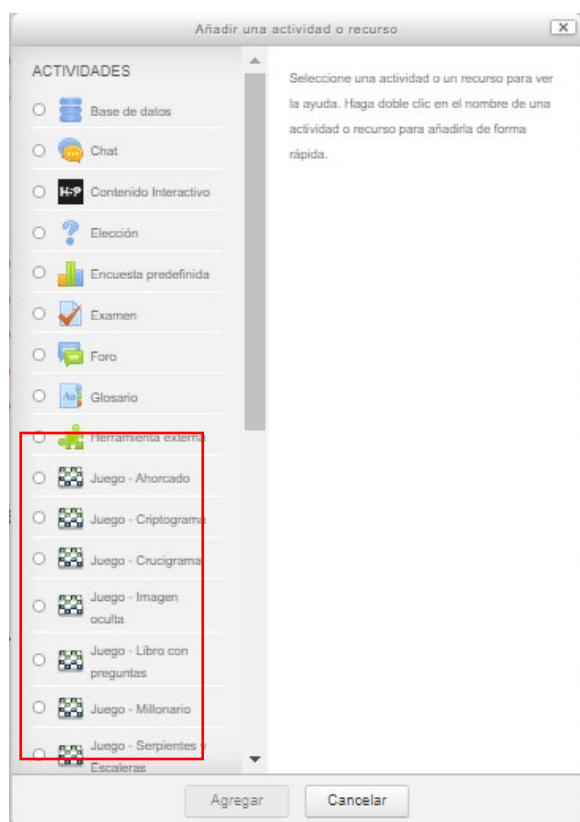 Añadir una actividad o recurso
ACTIVIDADES
Base de datos
Chat
H-P Contenido Interactivo
Elección
Encuesta predefinida
Examen
Foro
Glosario
Herramienta externa
Juego - Ahorcado
Juego - Criptograma
Juego - Crucigrama
Juego - Imagen
oculta
Juego - Libro con
preguntas
Juego - Millonario
Juego - Serpientes y
Escaleras
Seleccione una actividad o un recurso para ver
la ayuda. Haga doble clic en el nombre de una
actividad o recurso para añadirla de forma
rápida.
Agregar
Cancelar